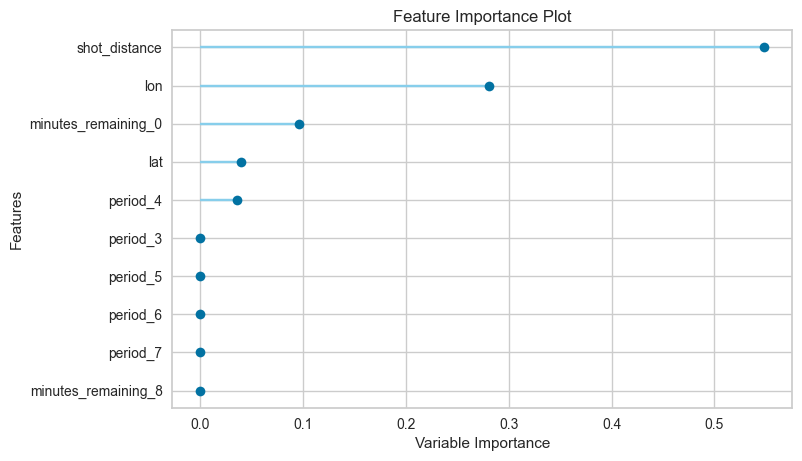 Feature Importance Plot
shot_distance
lon
minutes_remaining_0
lat
period_4
period_3
period_5
period_6
period_7
minutes_remaining_8
Features
0.0 0.1 0.2 0.3 0.4 0.5
Variable Importance